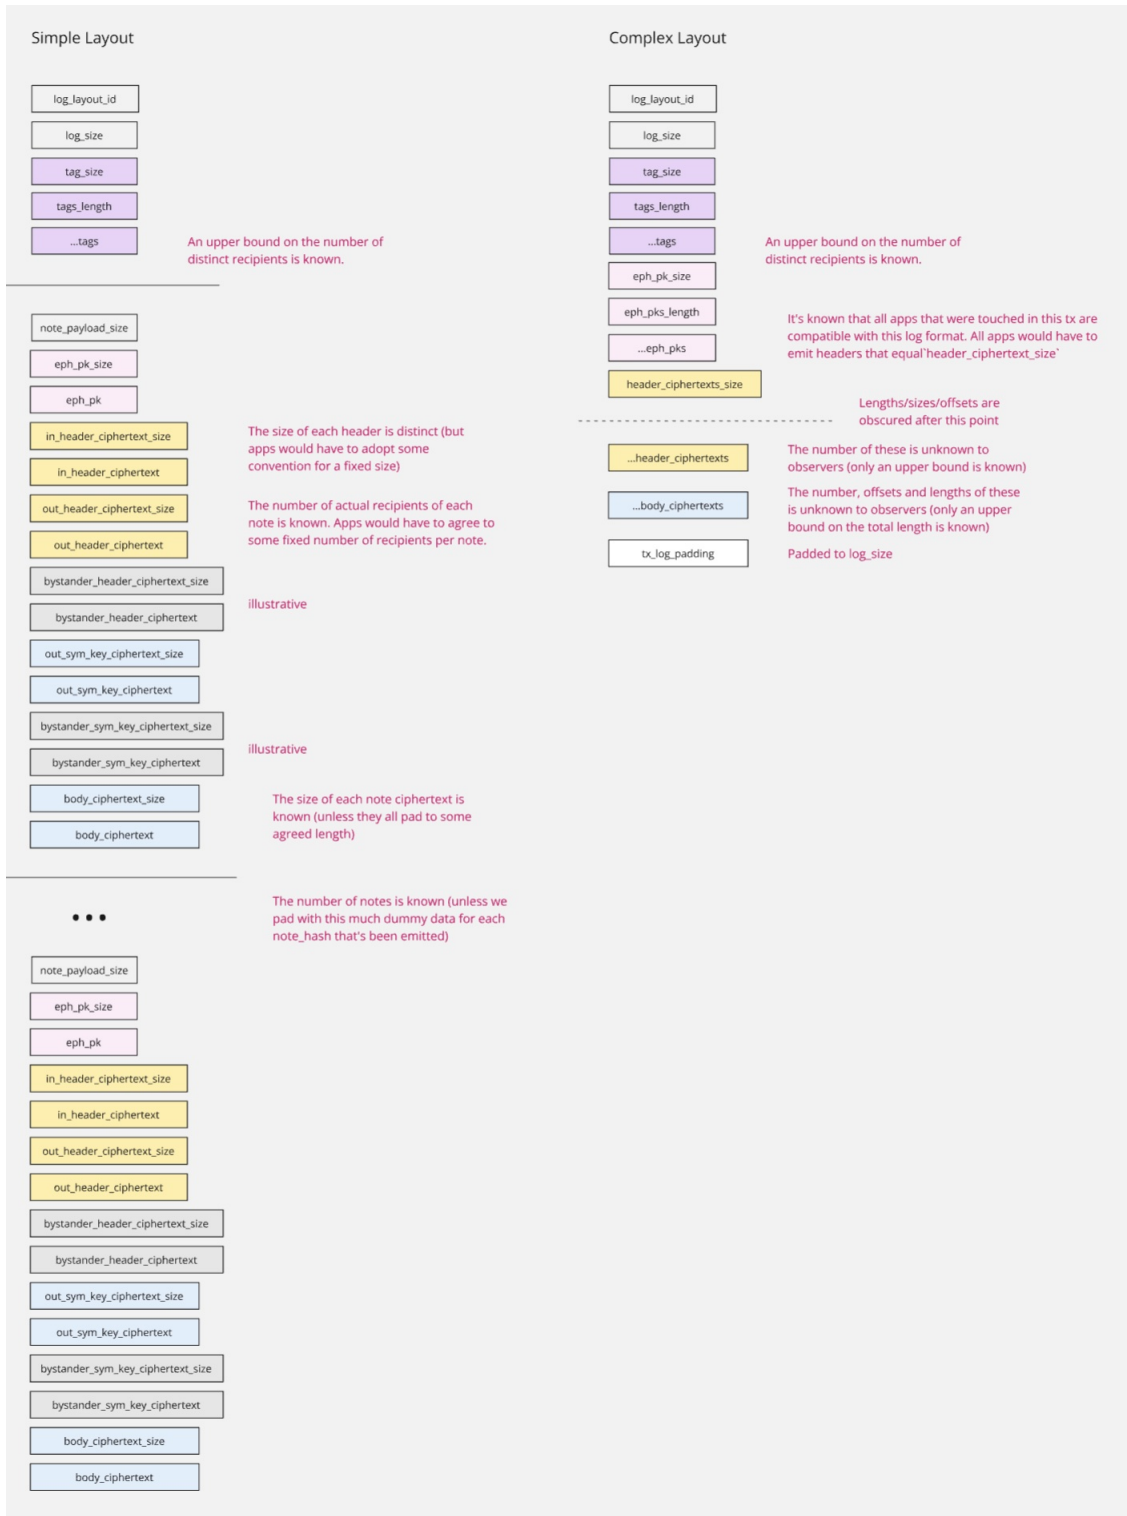 Simple Layout
log_layout_id
log_size
tag_size
tags_length
...tags
An upper bound on the number of
distinct recipients is known.
note_payload_size
eph_pk_size
eph_pk
in_header_ciphertext_size
in_header_ciphertext
out_header_ciphertext_size
out_header_ciphertext
The size of each header is distinct (but
apps would have to adopt some
convention for a fixed size)
The number of actual recipients of each
note is known. Apps would have to agree to
some fixed number of recipients per note.
bystander_header_ciphertext_size
bystander_header_ciphertext
illustrative
out_sym_key_ciphertext_size
out_sym_key_ciphertext
bystander_sym_key_ciphertext_size
bystander_sym_key_ciphertext
illustrative
body_ciphertext_size
body_ciphertext
The size of each note ciphertext is
known (unless they all pad to some
agreed length)
...
The number of notes is known (unless we
pad with this much dummy data for each
note_hash that's been emitted)
note_payload_size
eph_pk_size
eph_pk
in_header_ciphertext_size
in_header_ciphertext
out_header_ciphertext_size
out_header_ciphertext
bystander_header_ciphertext_size
bystander_header_ciphertext
out_sym_key_ciphertext_size
out_sym_key_ciphertext
bystander_sym_key_ciphertext_size
bystander_sym_key_ciphertext
body_ciphertext_size
body_ciphertext
Complex Layout
log_layout_id
log_size
tag_size
tags_length
...tags
An upper bound on the number of
distinct recipients is known.
eph_pk_size
eph_pks_length
...eph_pks
It's known that all apps that were touched in this tx are
compatible with this log format. All apps would have to
emit headers that equal`header_ciphertext_size`
header_ciphertexts_size
Lengths/sizes/offsets are
obscured after this point
...header_ciphertexts
The number of these is unknown to
observers (only an upper bound is known)
...body_ciphertexts
The number, offsets and lengths of these
is unknown to observers (only an upper
bound on the total length is known)
tx_log_padding
Padded to log_size